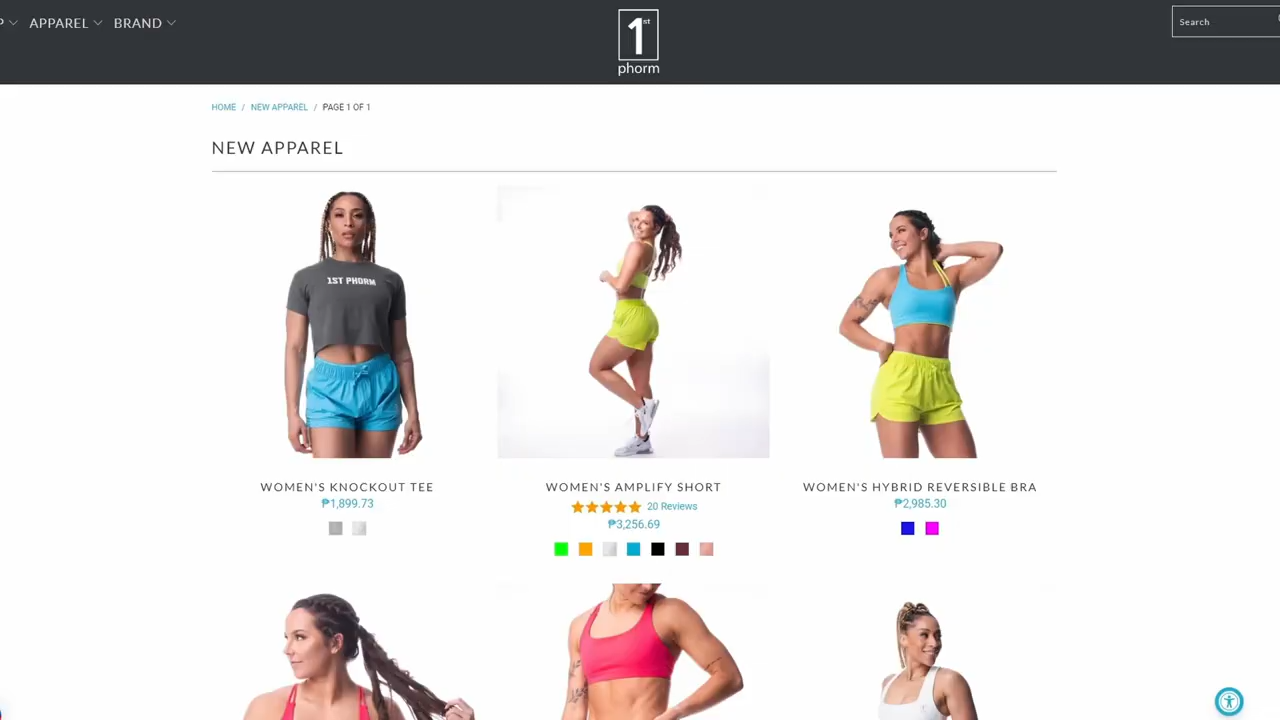 P
APPAREL
BRAND
1st
phorm
Search
HOME / NEW APPAREL / PAGE 1 OF 1
NEW APPAREL
1ST PHORM
WOMEN'S KNOCKOUT TEE
₱1,899.73
WOMEN'S AMPLIFY SHORT
20 Reviews
₱3,256.69
WOMEN'S HYBRID REVERSIBLE BRA
₱2,985.30